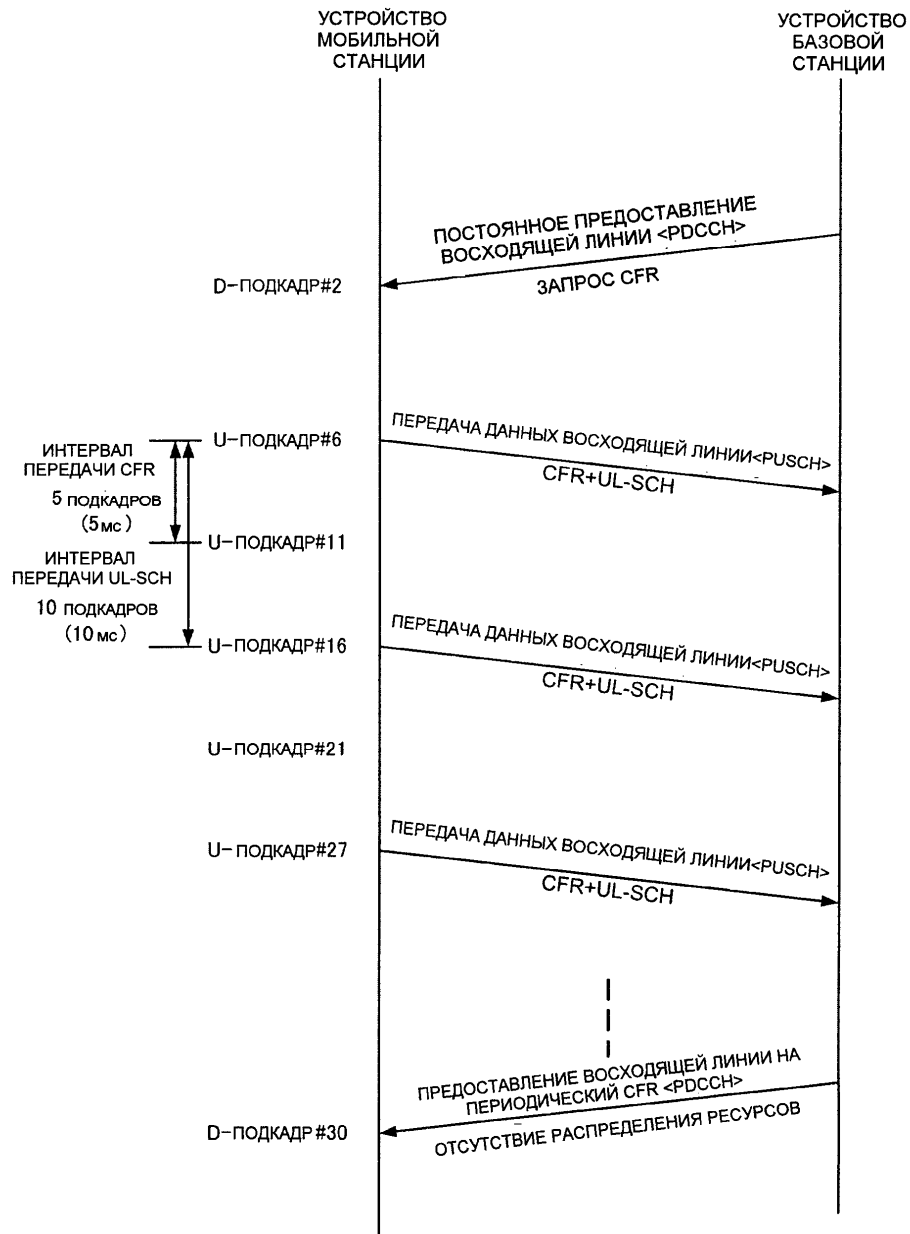 УСТРОЙСТВО
МОБИЛЬНОЙ
СТАНЦИИ
УСТРОЙСТВО
БАЗОВОЙ
СТАНЦИИ
ПОСТОЯННОЕ ПРЕДОСТАВЛЕНИЕ
ВОСХОДЯЩЕЙ ЛИНИИ <PDCCH>
D-ПОДКАДР#2
ЗАПРОС CFR
U-ПОДКАДР#6
ПЕРЕДАЧА ДАННЫХ ВОСХОДЯЩЕЙ ЛИНИИ<PUSCH>
CFR+UL-SCH
ИНТЕРВАЛ
ПЕРЕДАЧИ CFR
5 ПОДКАДРОВ
(5мс)
U-ПОДКАДР#11
ИНТЕРВАЛ
ПЕРЕДАЧИ UL-SCH
10 ПОДКАДРОВ
(10мс)
U-ПОДКАДР#16
ПЕРЕДАЧА ДАННЫХ ВОСХОДЯЩЕЙ ЛИНИИ<PUSCH>
CFR+UL-SCH
U-ПОДКАДР#21
U-ПОДКАДР#27
ПЕРЕДАЧА ДАННЫХ ВОСХОДЯЩЕЙ ЛИНИИ<PUSCH>
CFR+UL-SCH
ПРЕДОСТАВЛЕНИЕ ВОСХОДЯЩЕЙ ЛИНИИ НА
ПЕРИОДИЧЕСКИЙ CFR <PDCCH>
D-ПОДКАДР#30
ОТСУТСТВИЕ РАСПРЕДЕЛЕНИЯ РЕСУРСОВ